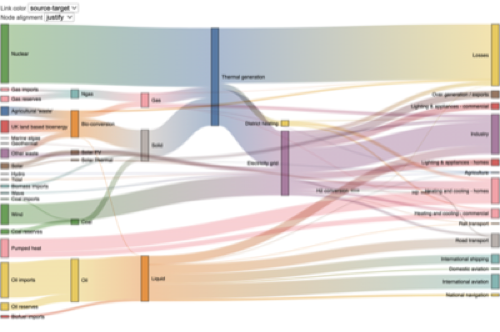 Link color source-target
Node alignment justify
Nuclear
Losses
Thermal generation
Gas imports
Ngas
Gas reserves
Gas
Over generation / exports
Agricultural 'waste'
Lighting & appliances - commercial
UK land based bioenergy
Bio-conversion
District heating
Industry
Marine algae
Geothermal
Solid
Other waste
Solar PV
Solar Thermal
Electricity grid
Lighting & appliances - homes
Solar
Hydro
Agriculture
Tidal
Biomass imports
Wave
H2 conversion
H2
Heating and cooling - homes
Coal imports
Wind
Coal
Heating and cooling - commercial
Rail transport
Coal reserves
Pumped heat
Road transport
Liquid
International shipping
Oil imports
Oil
Domestic aviation
International aviation
National navigation
Oil reserves
Biofuel imports